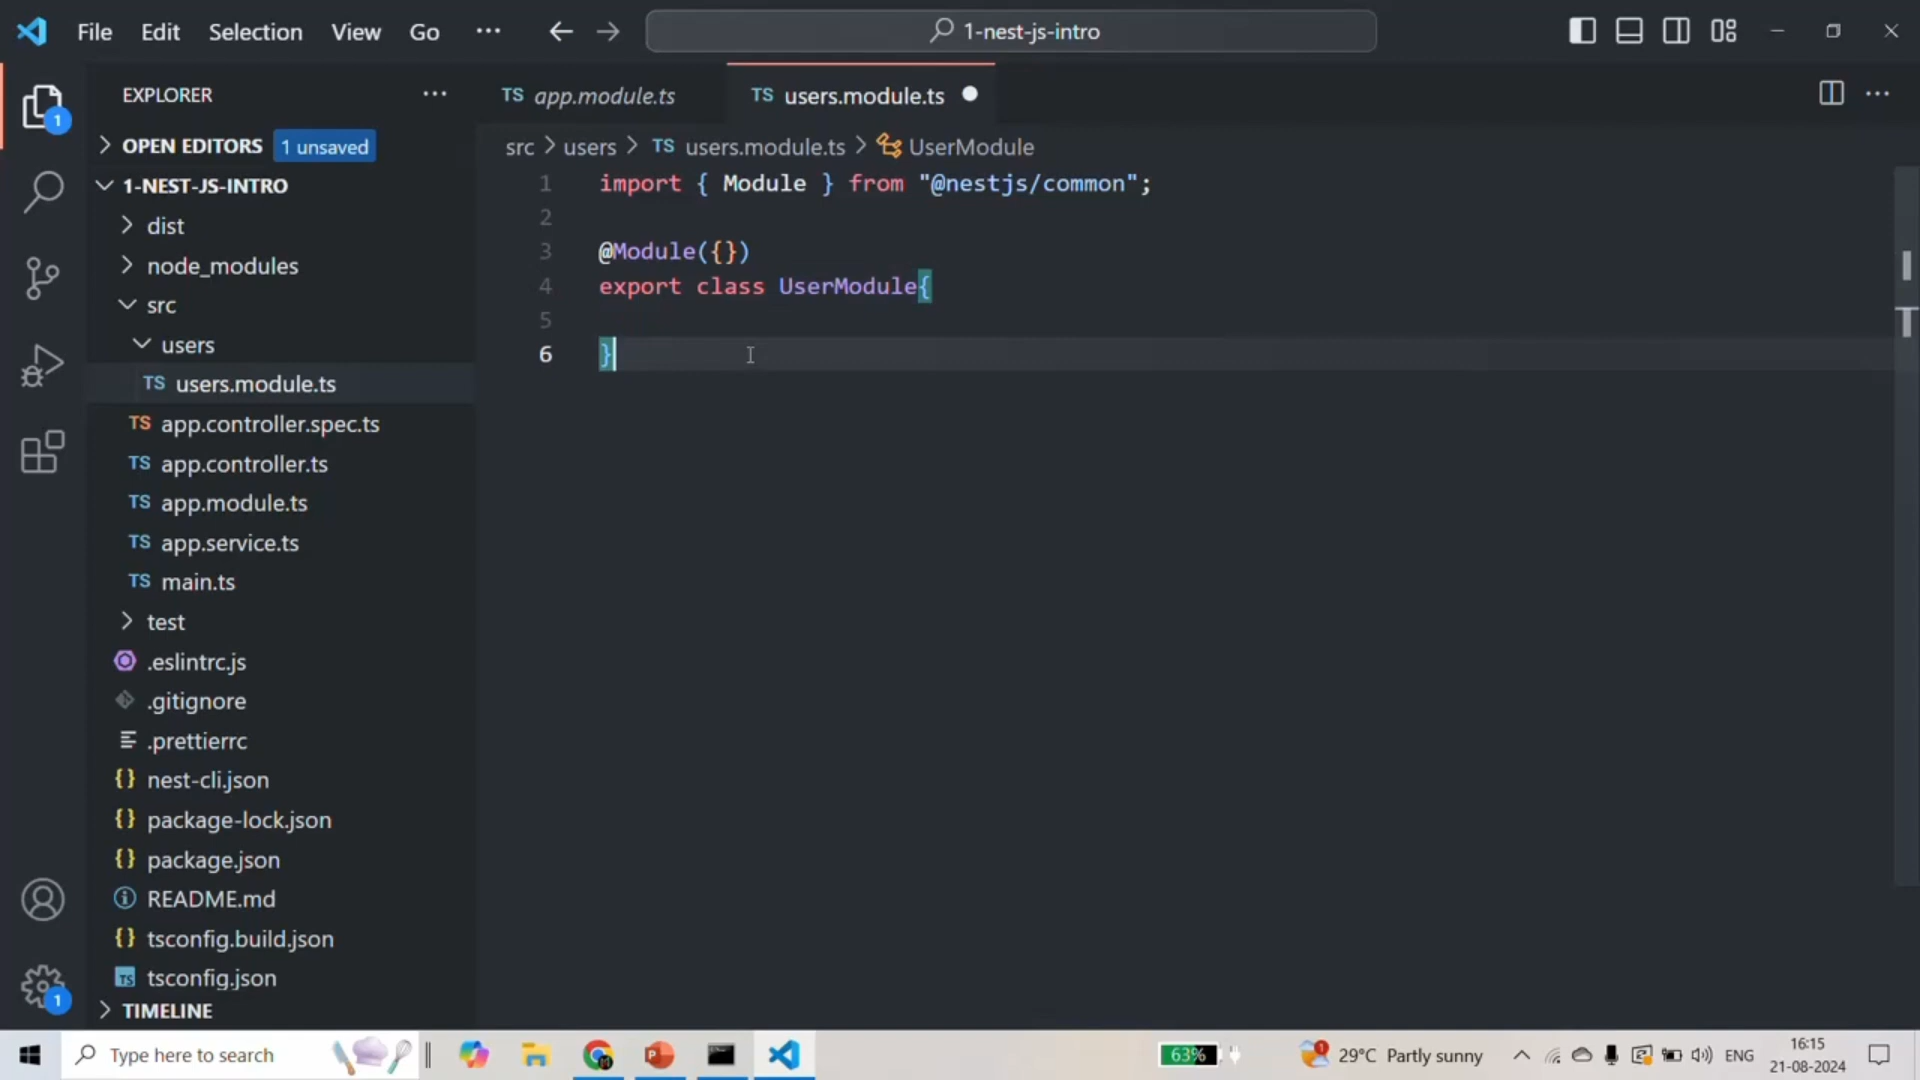 File Edit Selection View Go ··· 1-nest-js-intro
EXPLORER ···
OPEN EDITORS 1 unsaved
1-NEST-JS-INTRO
dist
node_modules
src
users
TS users.module.ts
TS app.controller.spec.ts
TS app.controller.ts
TS app.module.ts
TS app.service.ts
TS main.ts
test
.eslintrc.js
.gitignore
.prettierrc
{} nest-cli.json
{} package-lock.json
{} package.json
README.md
{} tsconfig.build.json
TS tsconfig.json
TIMELINE
1
1
TS app.module.ts TS users.module.ts
src > users > TS users.module.ts > UserModule
1 import { Module } from "@nestjs/common";
2
3 @Module({})
4 export class UserModule{
5
6 }
Type here to search
63%
1
29°C Partly sunny
ENG
16:15
21-08-2024